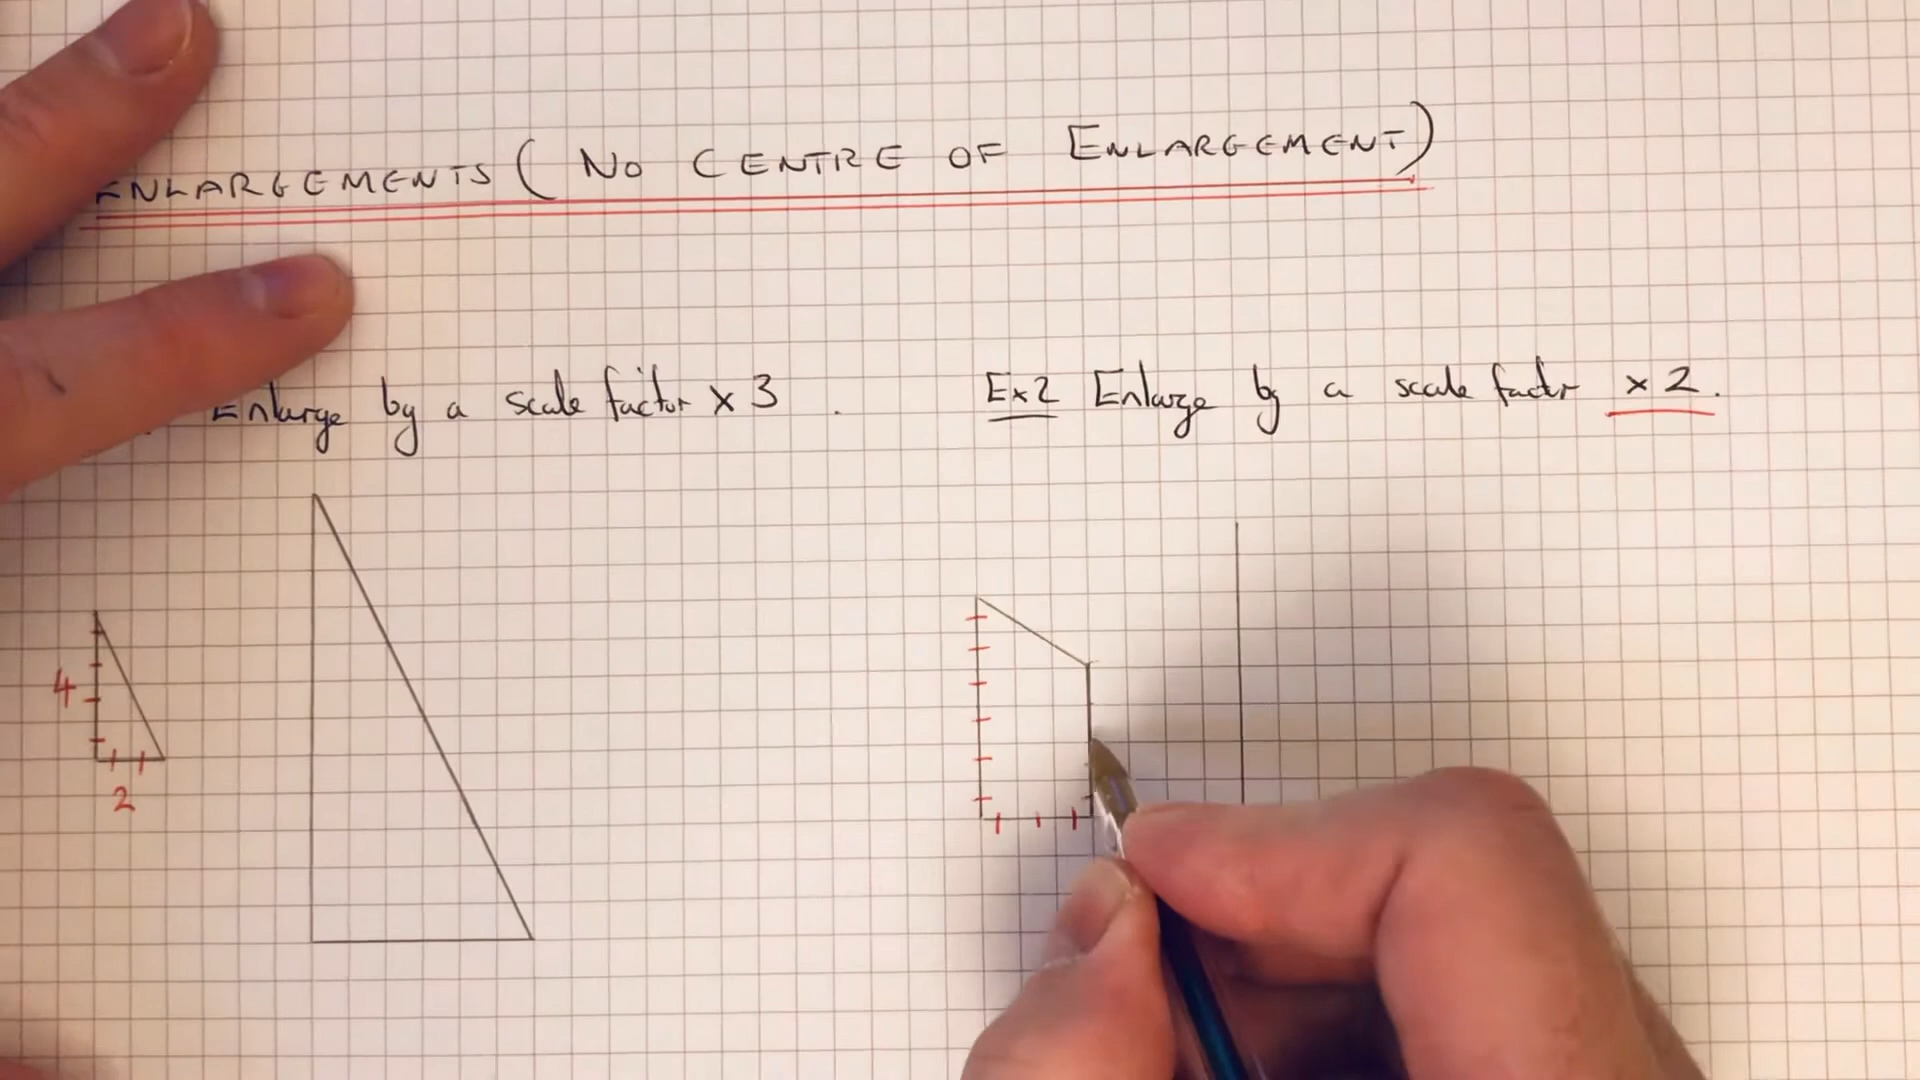 ENLARGEMENTS (NO CENTRE OF ENLARGEMENT)
Enlarge by a scale factor × 3 .
Ex2 Enlarge by a scale factor × 2.
4
2